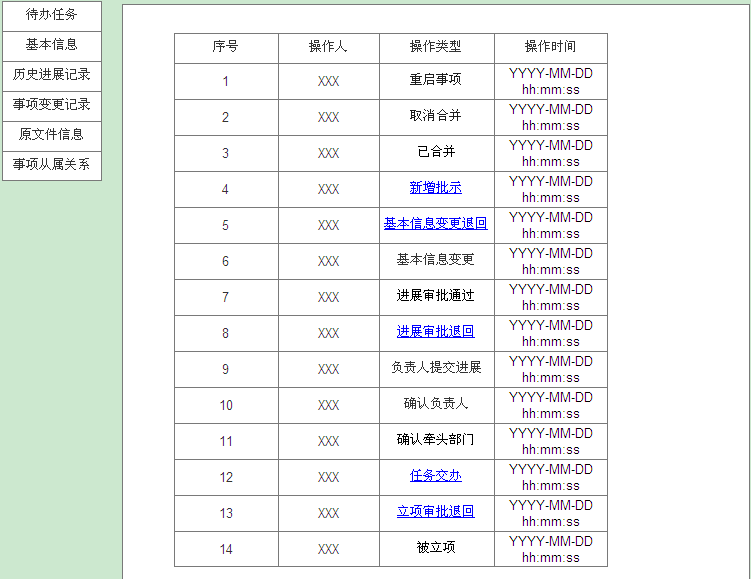 待办任务
基本信息
历史进展记录
事项变更记录
原文件信息
事项从属关系
序号 操作人 操作类型 操作时间
1 XXX 重启事项 YYYY-MM-DD hh:mm:ss
2 XXX 取消合并 YYYY-MM-DD hh:mm:ss
3 XXX 已合并 YYYY-MM-DD hh:mm:ss
4 XXX 新增批示 YYYY-MM-DD hh:mm:ss
5 XXX 基本信息变更退回 YYYY-MM-DD hh:mm:ss
6 XXX 基本信息变更 YYYY-MM-DD hh:mm:ss
7 XXX 进展审批通过 YYYY-MM-DD hh:mm:ss
8 XXX 进展审批退回 YYYY-MM-DD hh:mm:ss
9 XXX 负责人提交进展 YYYY-MM-DD hh:mm:ss
10 XXX 确认负责人 YYYY-MM-DD hh:mm:ss
11 XXX 确认牵头部门 YYYY-MM-DD hh:mm:ss
12 XXX 任务交办 YYYY-MM-DD hh:mm:ss
13 XXX 立项审批退回 YYYY-MM-DD hh:mm:ss
14 XXX 被立项 YYYY-MM-DD hh:mm:ss